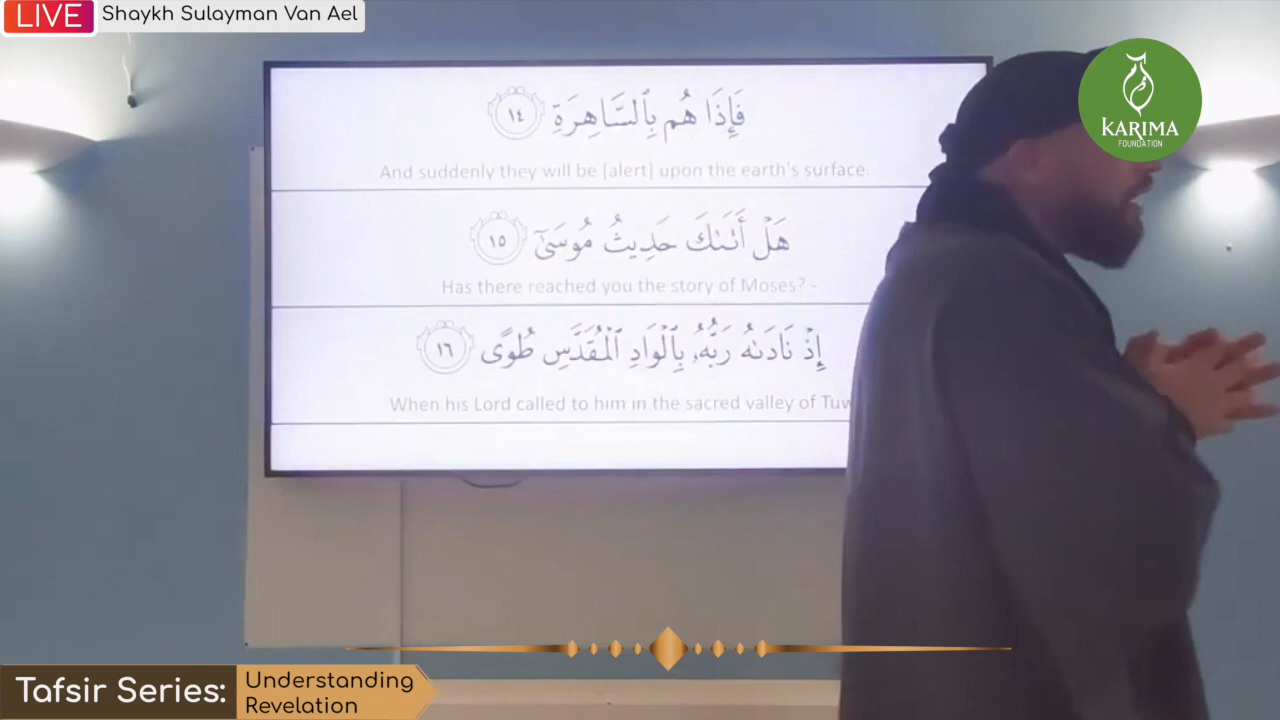 LIVE
Shaykh Sulayman Van Ael
KARIMA
FOUNDATION
فَإِذَا هُم بِٱلسَّاهِرَةِ ١٤
And suddenly they will be [alert] upon the earth's surface.
هَلْ أَتَىٰكَ حَدِيثُ مُوسَىٰٓ ١٥
Has there reached you the story of Moses? -
إِذْ نَادَىٰهُ رَبُّهُۥ بِٱلْوَادِ ٱلْمُقَدَّسِ طُوًى ١٦
When his Lord called to him in the sacred valley of Tuw
Tafsir Series:
Understanding
Revelation